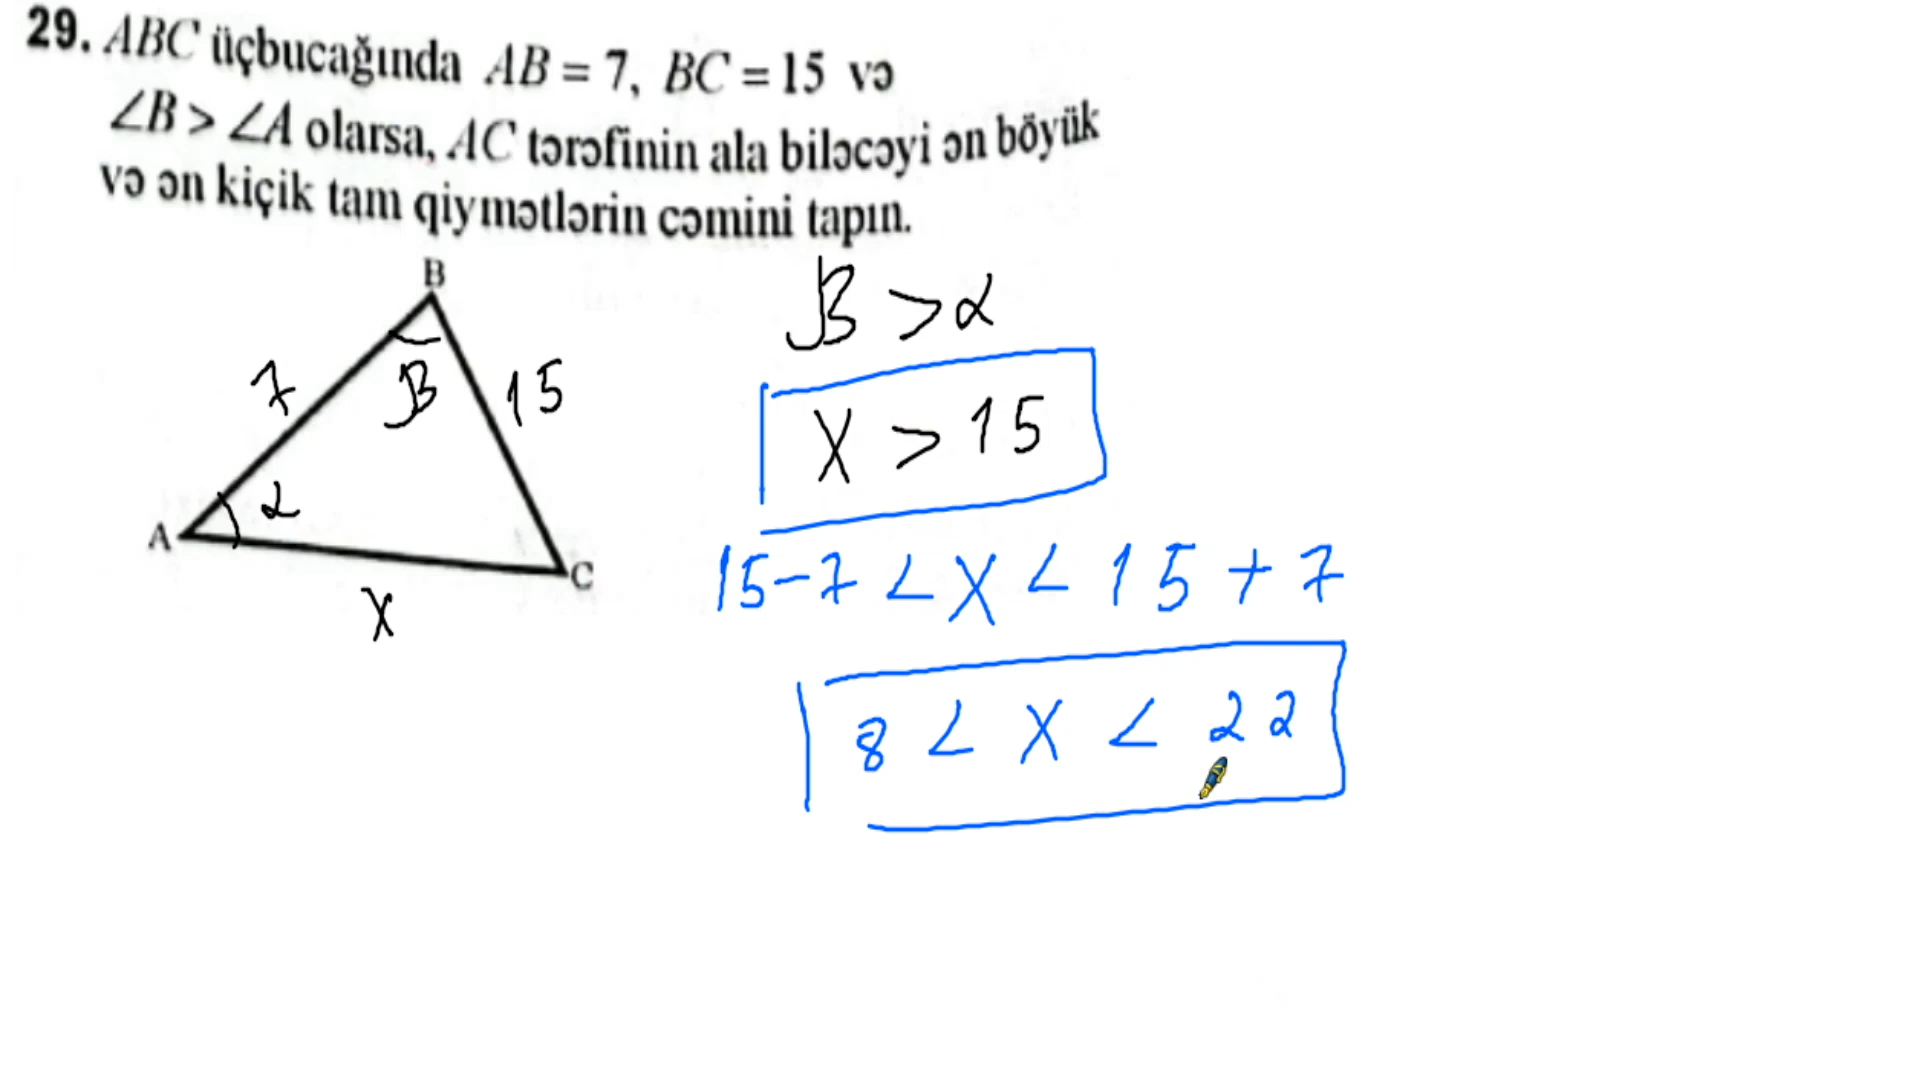 29. ABC üçbucağında AB = 7, BC = 15 və
∠B > ∠A olarsa, AC tərəfinin ala biləcəyi ən böyük
və ən kiçik tam qiymətlərin cəmini tapın.
B
7
β
15
A
α
C
x
β > α
x > 15
15-7 < x < 15 + 7
8 < x < 22